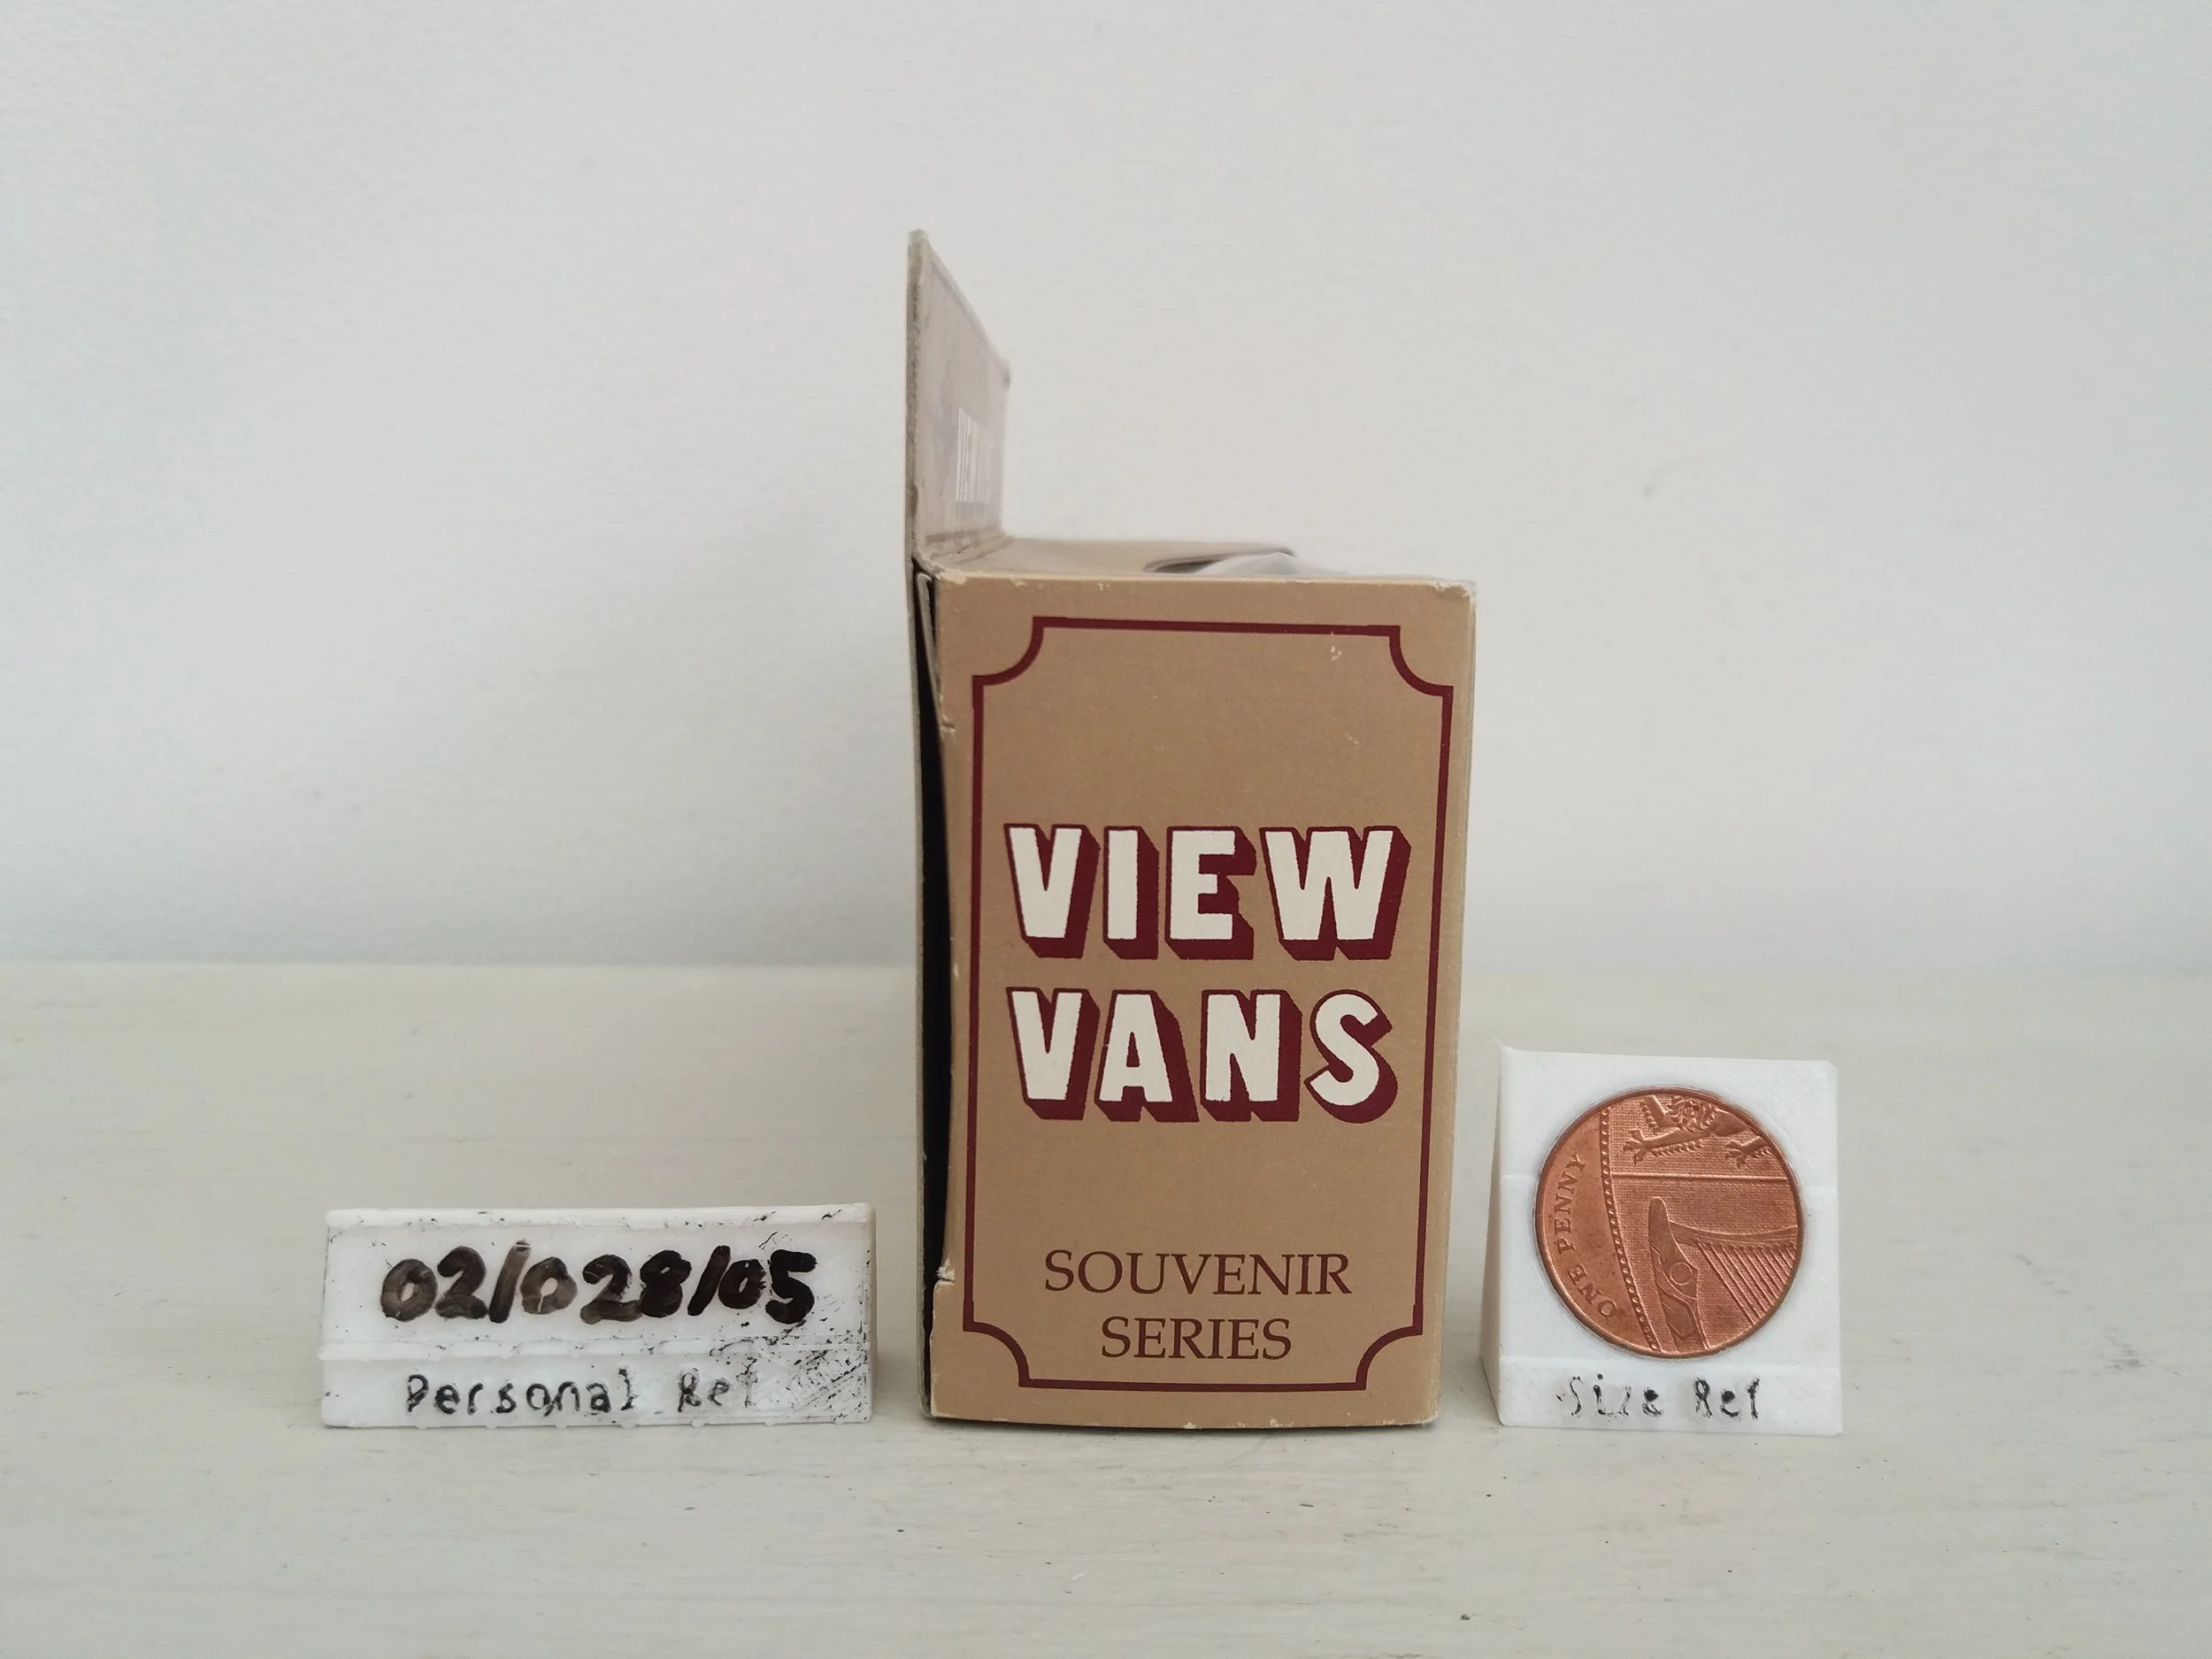 VIEW
VANS
SOUVENIR
SERIES
02/028/05
Personal Ref
ONE PENNY
Size Ref